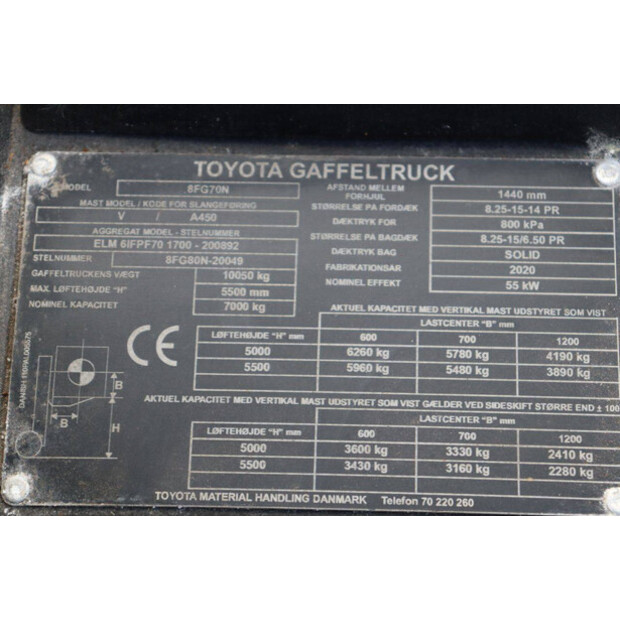 TOYOTA GAFFELTRUCK
MODEL 8FG70N
MAST MODEL / KODE FOR SLANGEFØRING
V / A450
AGGREGAT MODEL - STELNUMMER
ELM 6IFPF70 1700 - 200892
STELNUMMER 8FG80N-20049
GAFFELTRUCKENS VÆGT 10050 kg
MAX. LØFTEHØJDE "H" 5500 mm
NOMINEL KAPACITET 7000 kg
AFSTAND MELLEM FORHJUL 1440 mm
STØRRELSE PÅ FORDÆK 8.25-15-14 PR
DÆKTRYK FOR 800 kPa
STØRRELSE PÅ BAGDÆK 8.25-15/6.50 PR
DÆKTRYK BAG SOLID
FABRIKATIONSAR 2020
NOMINEL EFFEKT 55 kW
CE
AKTUEL KAPACITET MED VERTIKAL MAST UDSTYRET SOM VIST
LASTCENTER "B" mm
LØFTEHØJDE "H" mm 600 700 1200
5000 6260 kg 5780 kg 4190 kg
5500 5960 kg 5480 kg 3890 kg
B
H
B
AKTUEL KAPACITET MED VERTIKAL MAST UDSTYRET SOM VIST GÆLDER VED SIDESKIFT STØRRE END ± 100
LASTCENTER "B" mm
LØFTEHØJDE "H" mm 600 700 1200
5000 3600 kg 3330 kg 2410 kg
5500 3430 kg 3160 kg 2280 kg
TOYOTA MATERIAL HANDLING DANMARK Telefon 70 220 260